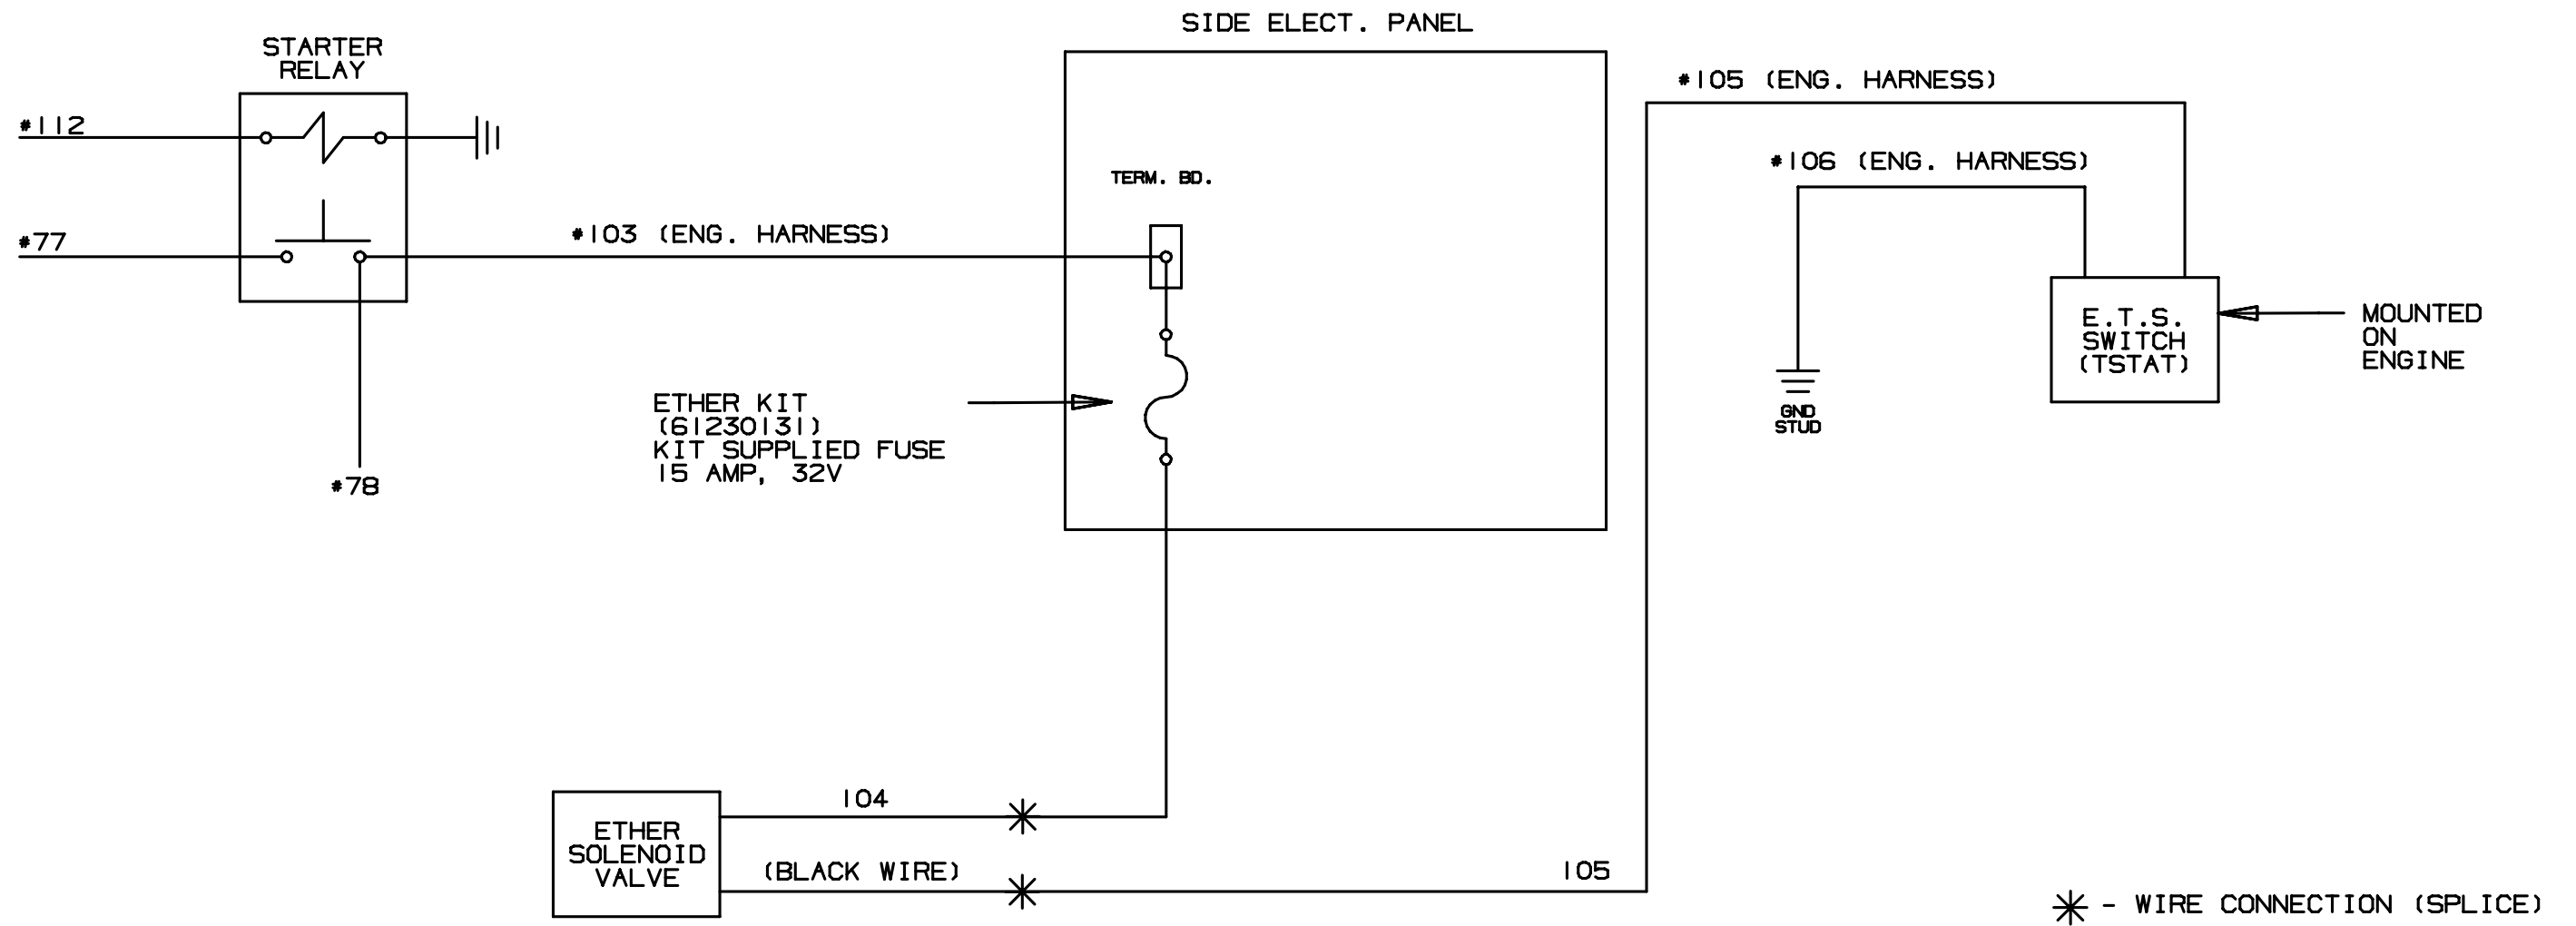 SIDE ELECT. PANEL
STARTER
RELAY
#112
#77
#78
#103 (ENG. HARNESS)
TERM. BD.
ETHER KIT
(61230131)
KIT SUPPLIED FUSE
15 AMP, 32V
#105 (ENG. HARNESS)
#106 (ENG. HARNESS)
GND
STUD
E.T.S.
SWITCH
(TSTAT)
MOUNTED
ON
ENGINE
ETHER
SOLENOID
VALVE
104
(BLACK WIRE)
105
- WIRE CONNECTION (SPLICE)